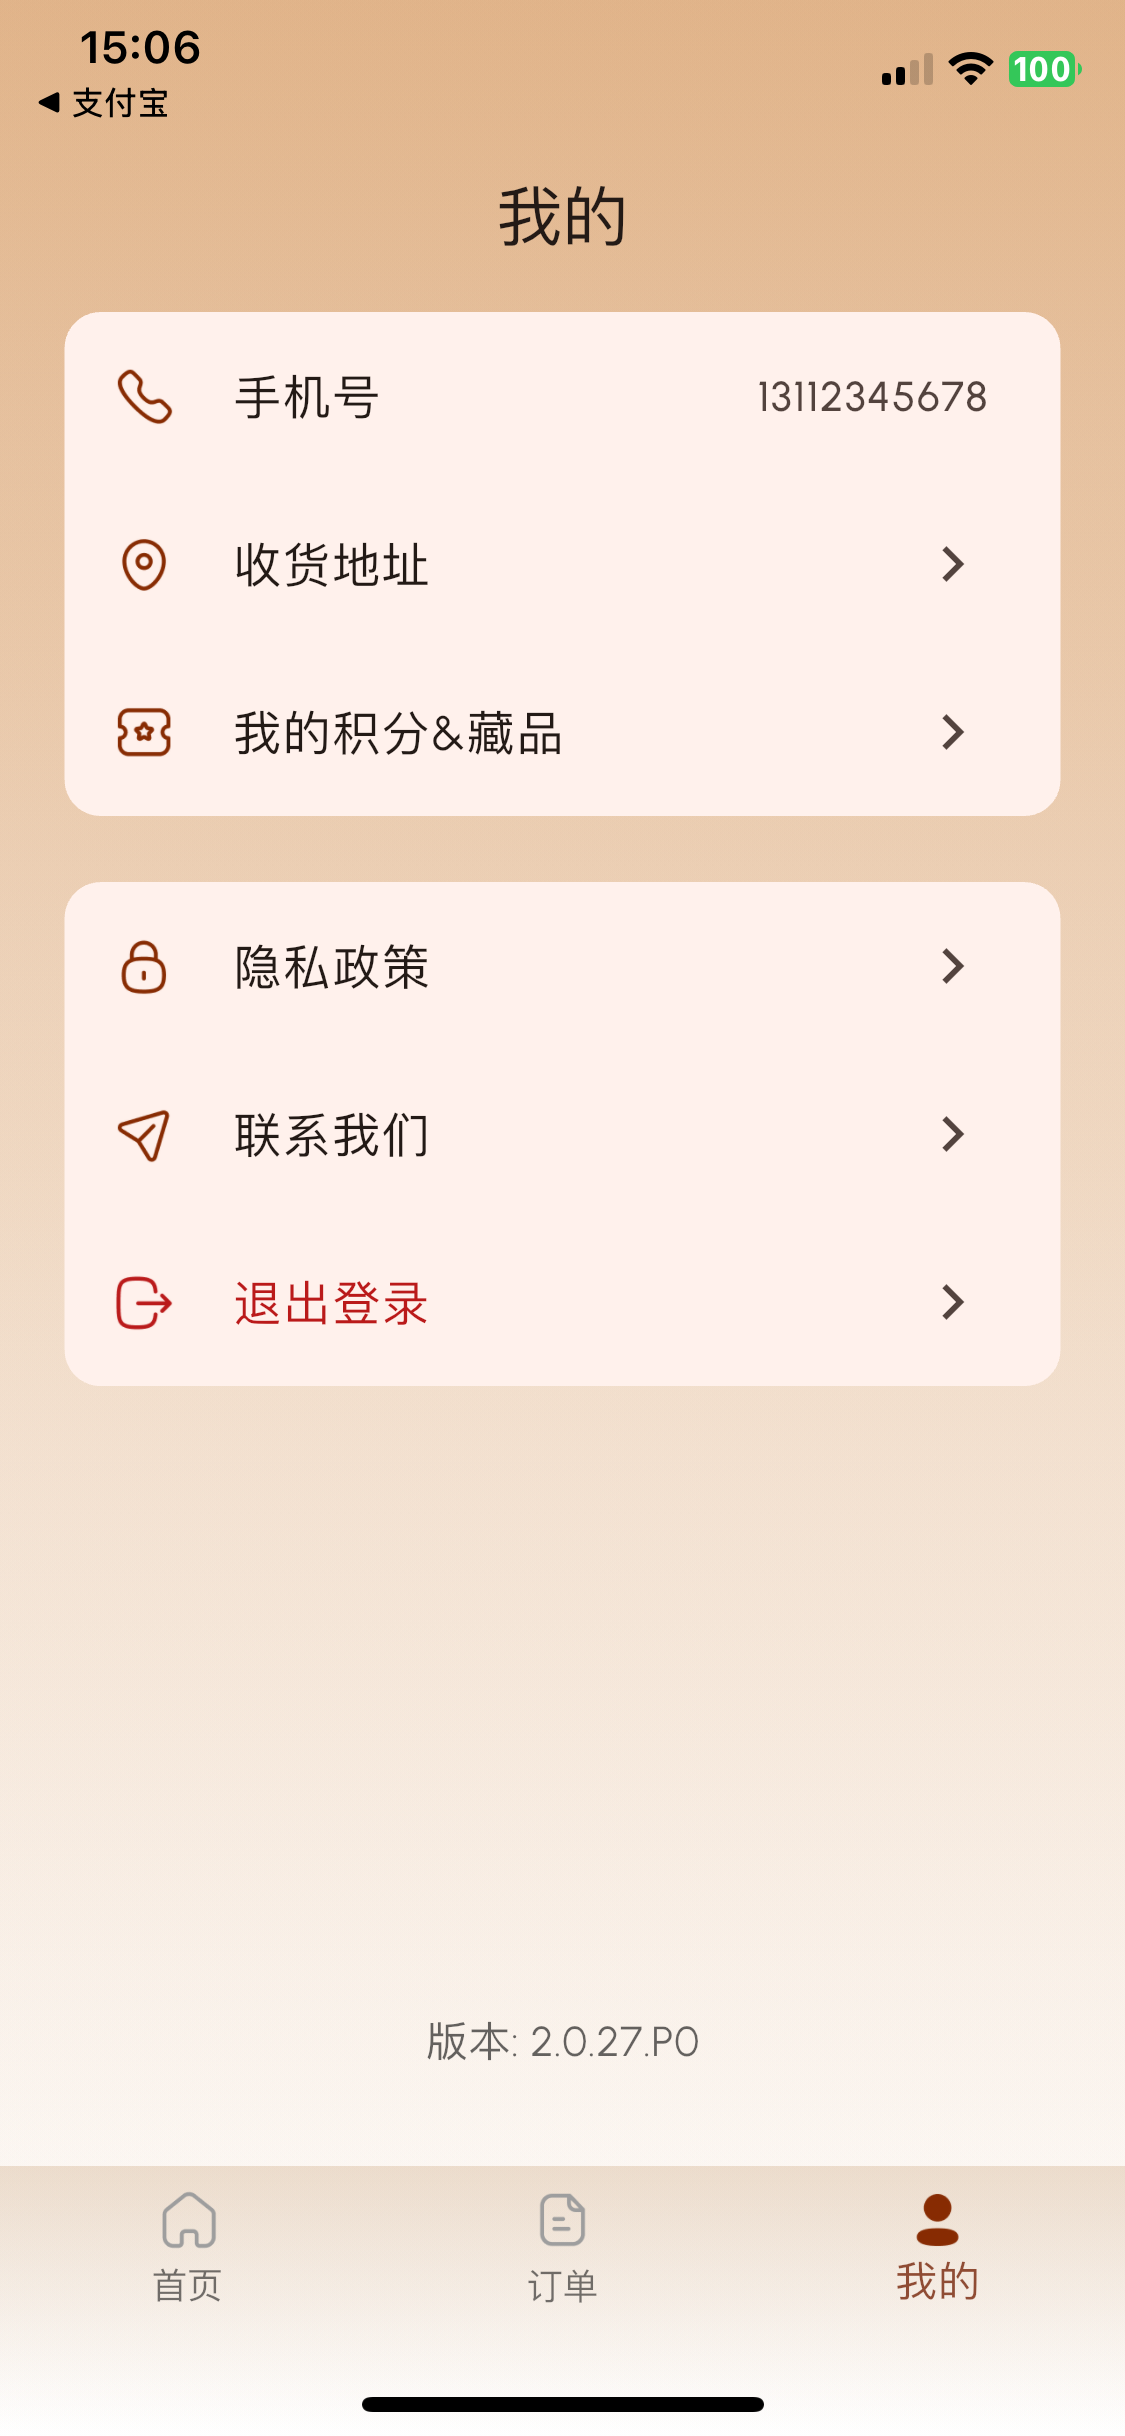 15:06
100
支付宝
我的
手机号 13112345678
收货地址
我的积分&藏品
隐私政策
联系我们
退出登录
版本: 2.0.27.P0
首页 订单 我的